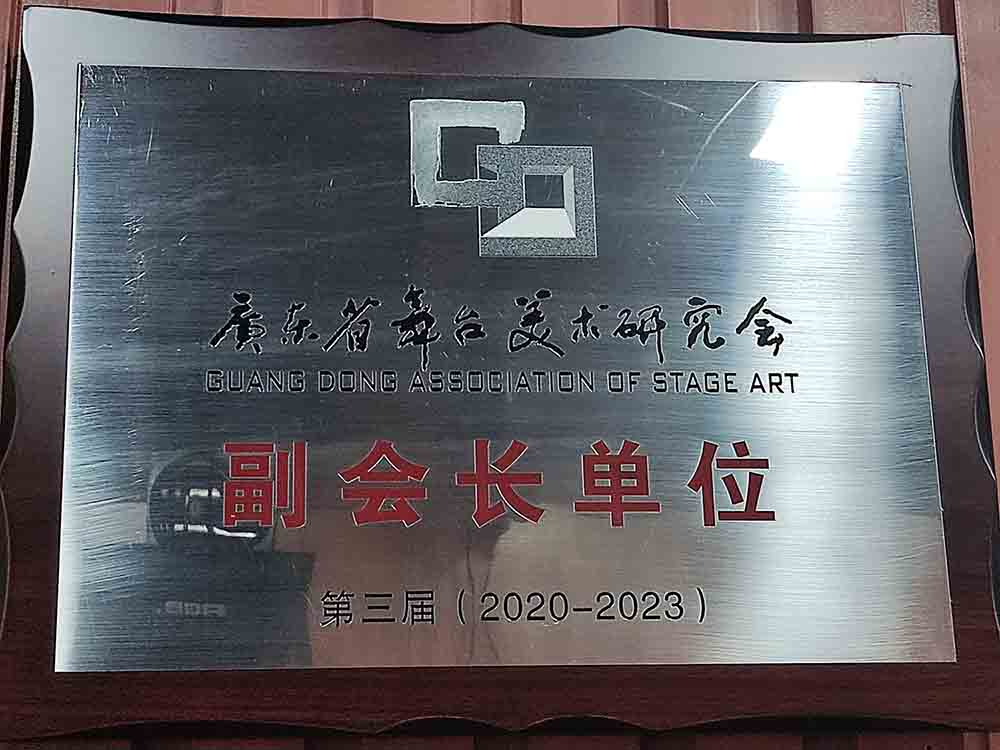 廣东省舞台美术研究会
GUANG DONG ASSOCIATION OF STAGE ART
副会长单位
第三届(2020-2023)